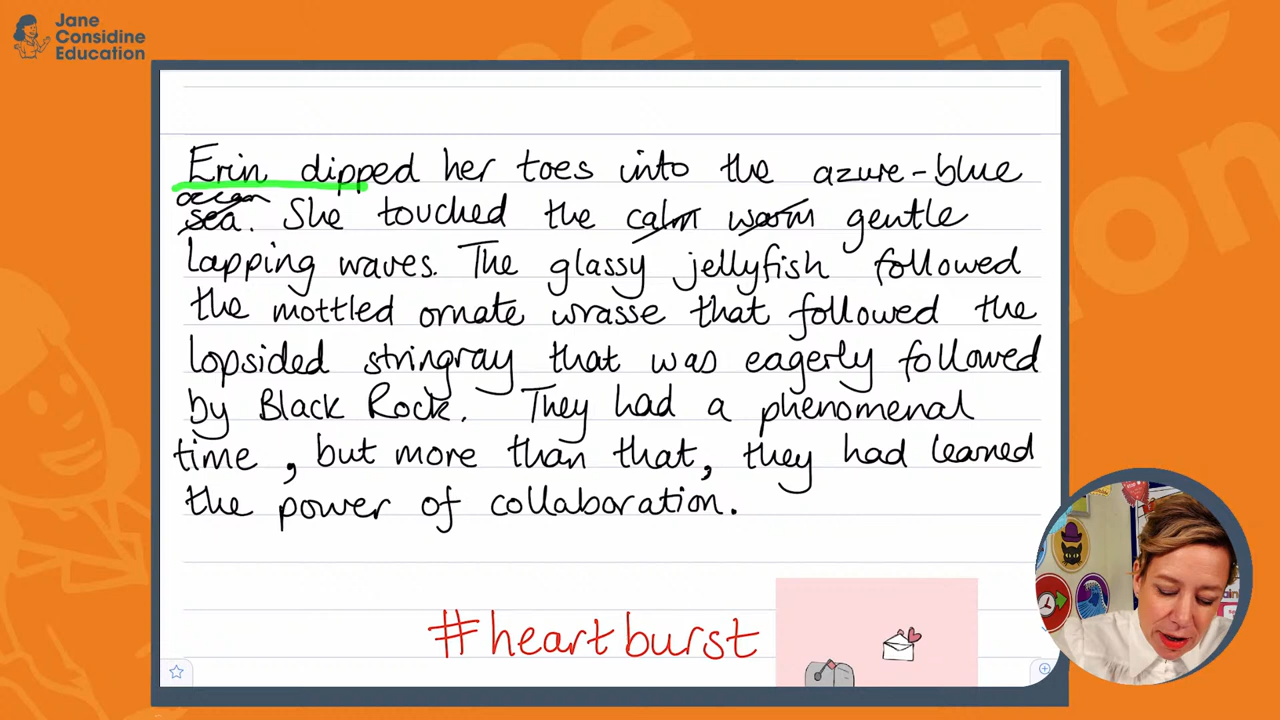 Jane
Considine
Education
Erin dipped her toes into the azure-blue
ocean
sea. She touched the calm warm gentle
lapping waves. The glassy jellyfish followed
the mottled ornate wrasse that followed the
lopsided stringray that was eagerly followed
by Black Rock. They had a phenomenal
time, but more than that, they had learned
the power of collaboration.
#heartburst